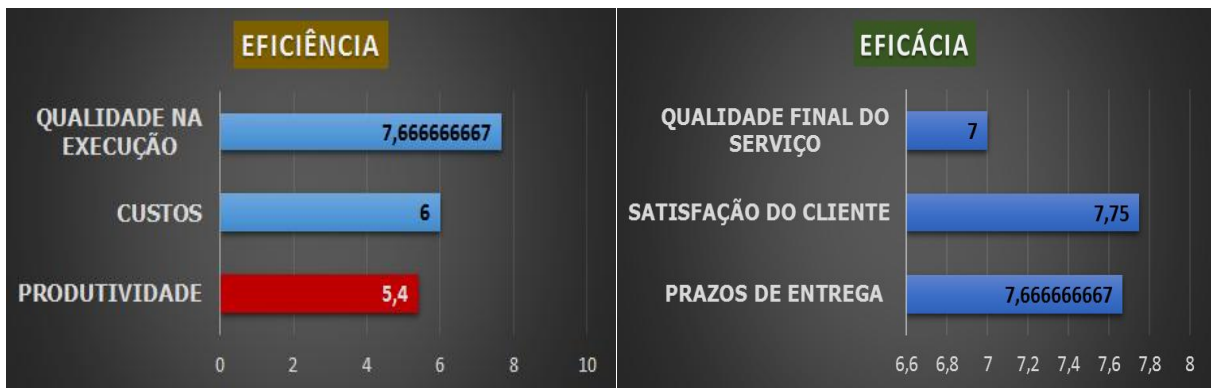 EFICIÊNCIA
QUALIDADE NA
EXECUÇÃO
7,666666667
CUSTOS
6
PRODUTIVIDADE
5,4
0 2 4 6 8 10
EFICÁCIA
QUALIDADE FINAL DO
SERVIÇO
7
SATISFAÇÃO DO CLIENTE
7,75
PRAZOS DE ENTREGA
7,666666667
6,6 6,8 7 7,2 7,4 7,6 7,8 8